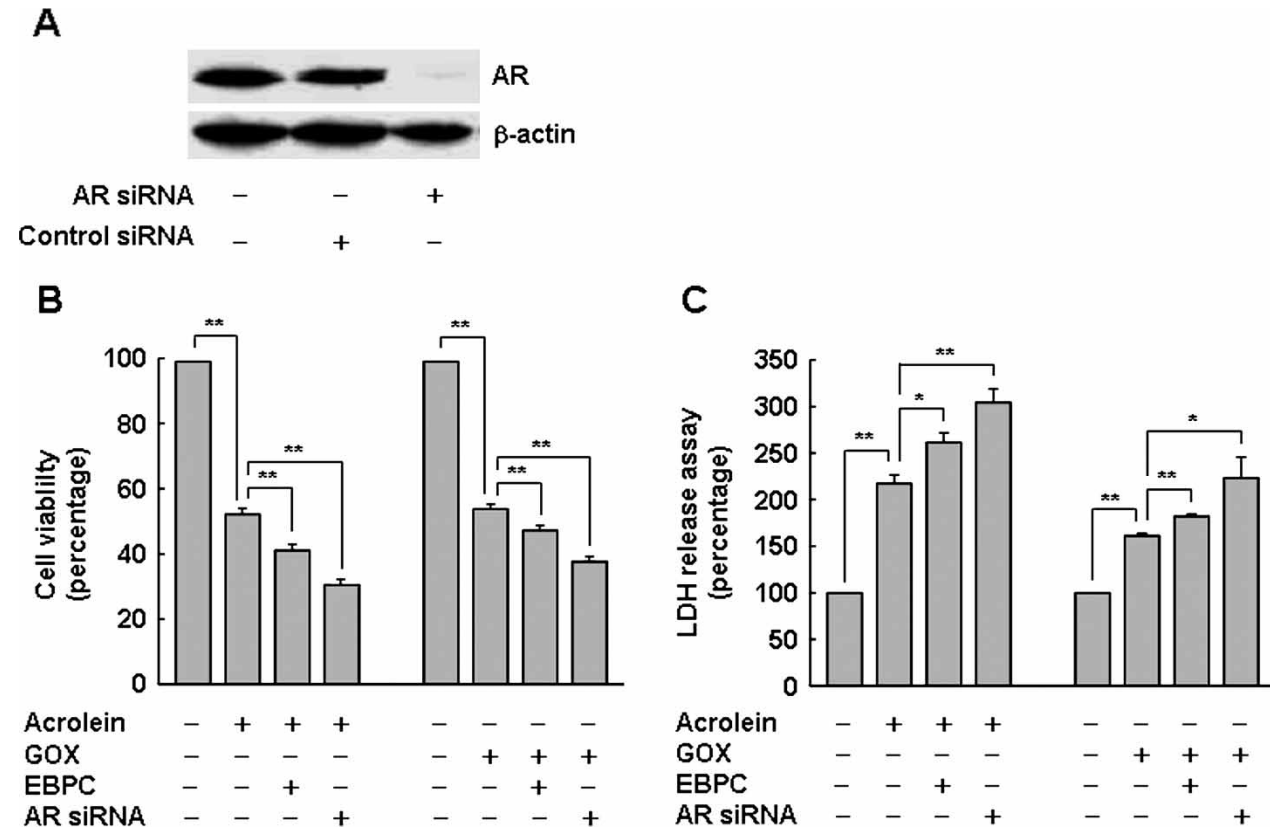 A
AR
β-actin
AR siRNA – – +
Control siRNA – + –
B
** **
100
80
60
40
20
0
Cell viablilty
(percentage)
** **
** **
Acrolein – + + + – – – –
GOX – – – – – + + +
EBPC – – + – – – + –
AR siRNA – – – + – – – +
C
350
300
250
200
150
100
50
0
LDH release assay
(percentage)
**
*
**
*
**
**
Acrolein – + + + – – – –
GOX – – – – – + + +
EBPC – – + – – – + –
AR siRNA – – – + – – – +